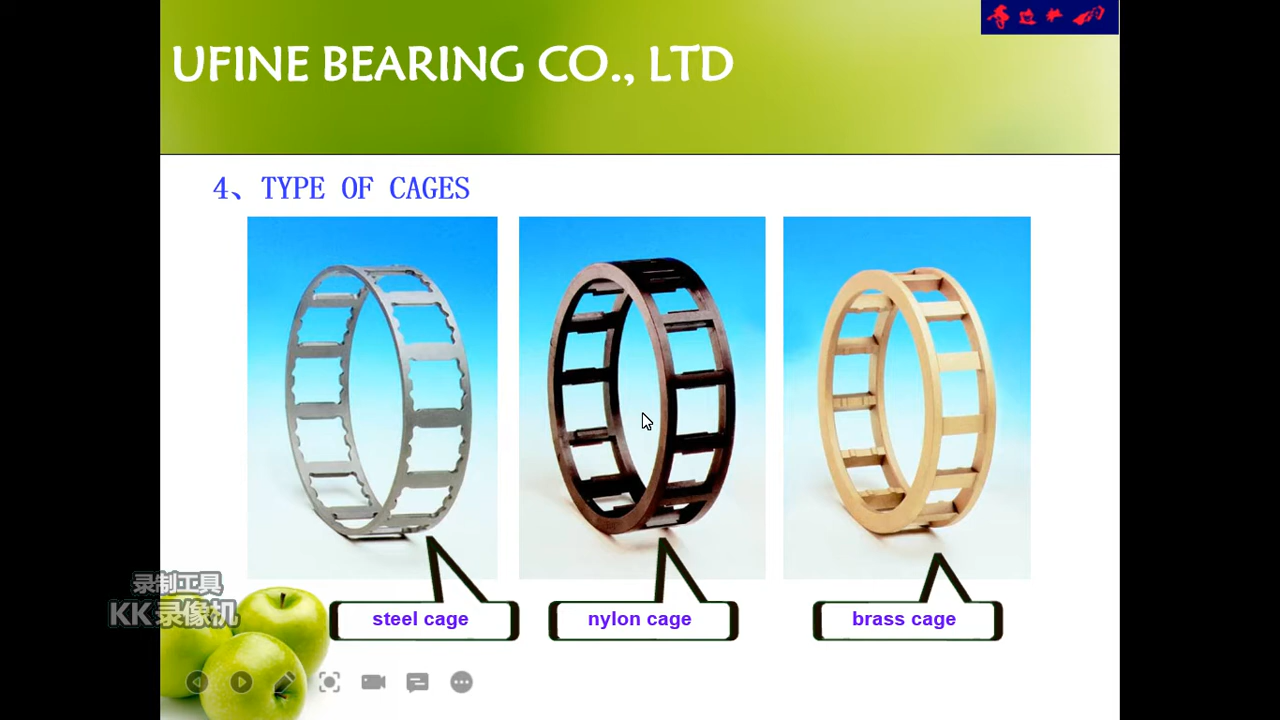 UFINE BEARING CO., LTD
4、TYPE OF CAGES
steel cage
nylon cage
brass cage
录制工具
KK录像机